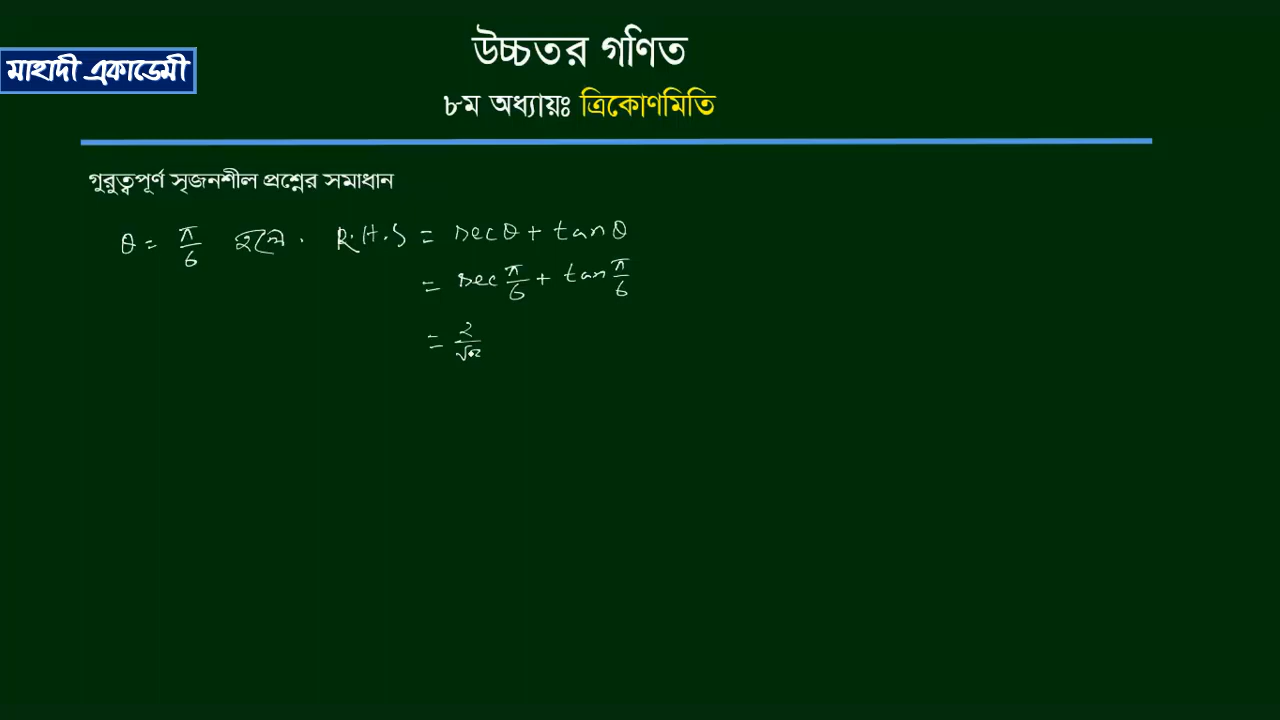 উচ্চতর গণিত
মাহাদী একাডেমী
৮ম অধ্যায়ঃ ত্রিকোণমিতি
গুরুত্বপূর্ণ সৃজনশীল প্রশ্নের সমাধান
θ = π/6 হলে, R.H.S = secθ + tanθ
= sec π/6 + tan π/6
= 2/√৩